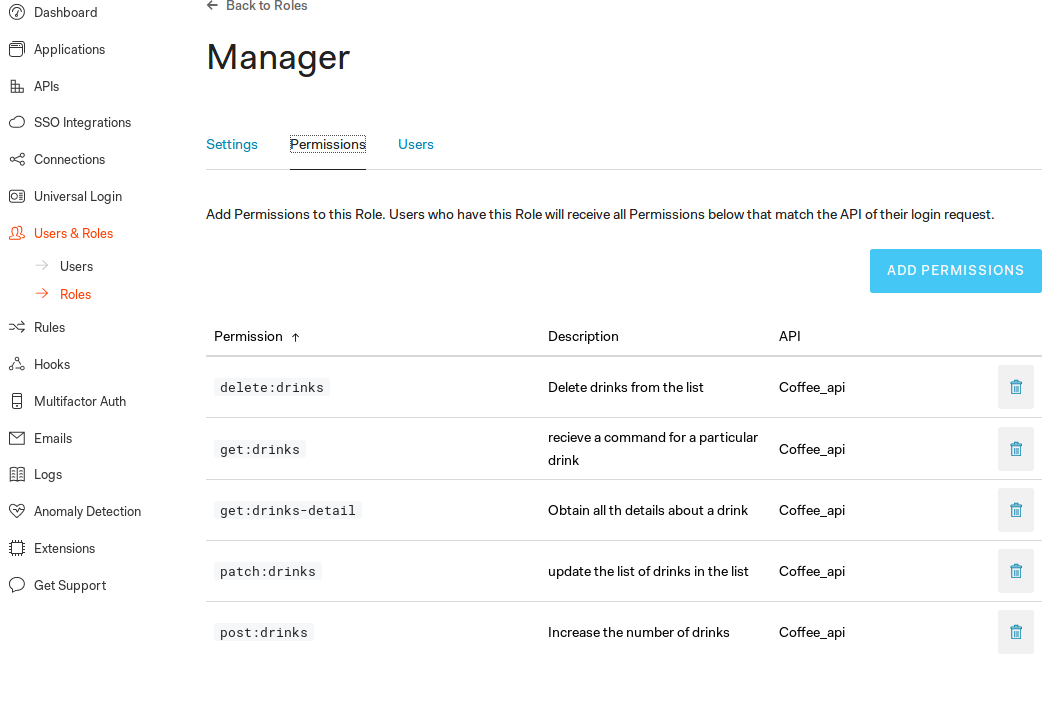 Dashboard
Applications
APIs
SSO Integrations
Connections
Universal Login
Users & Roles
Users
Roles
Rules
Hooks
Multifactor Auth
Emails
Logs
Anomaly Detection
Extensions
Get Support
← Back to Roles
Manager
Settings Permissions Users
Add Permissions to this Role. Users who have this Role will receive all Permissions below that match the API of their login request.
ADD PERMISSIONS
Permission ↑ Description API
delete:drinks Delete drinks from the list Coffee_api
get:drinks recieve a command for a particular drink Coffee_api
get:drinks-detail Obtain all th details about a drink Coffee_api
patch:drinks update the list of drinks in the list Coffee_api
post:drinks Increase the number of drinks Coffee_api